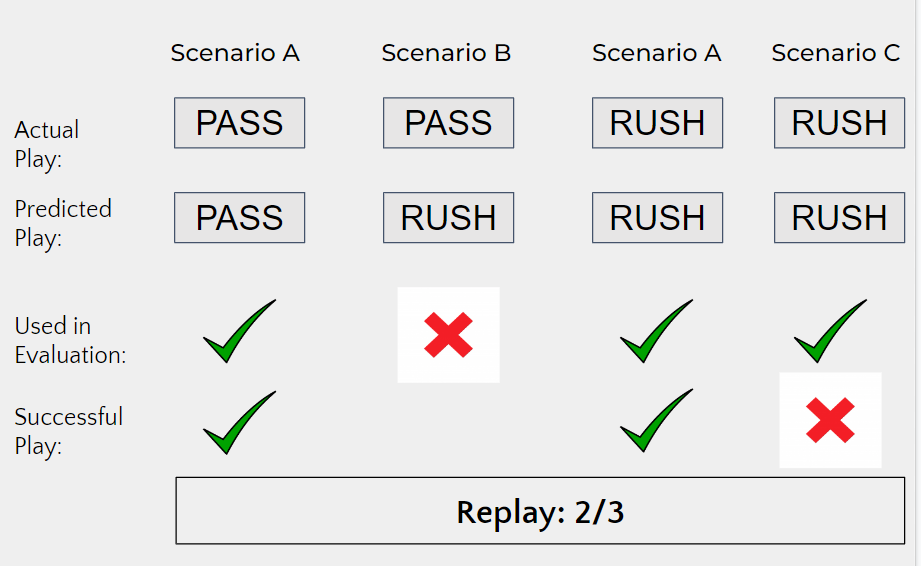 Scenario A Scenario B Scenario A Scenario C
Actual
Play:
PASS PASS RUSH RUSH
Predicted
Play:
PASS RUSH RUSH RUSH
Used in
Evaluation:
Successful
Play:
Replay: 2/3